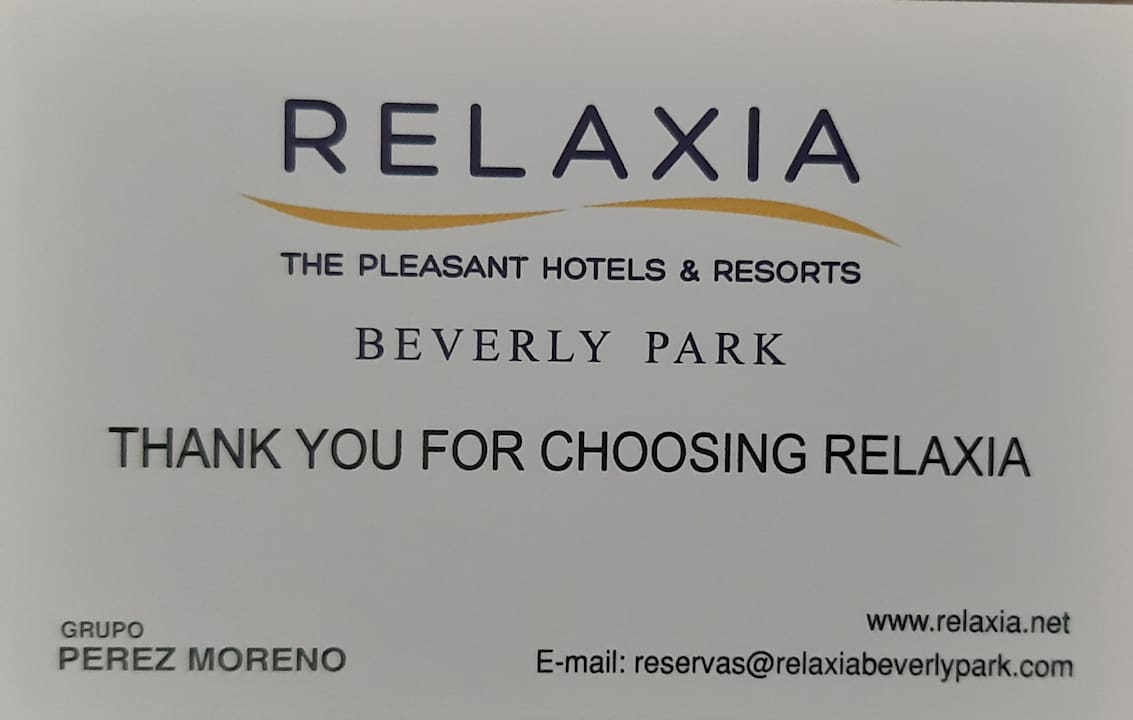 RELAXIA
THE PLEASANT HOTELS & RESORTS
BEVERLY PARK
THANK YOU FOR CHOOSING RELAXIA
GRUPO
PEREZ MORENO
www.relaxia.net
E-mail: reservas@relaxiabeverlypark.com